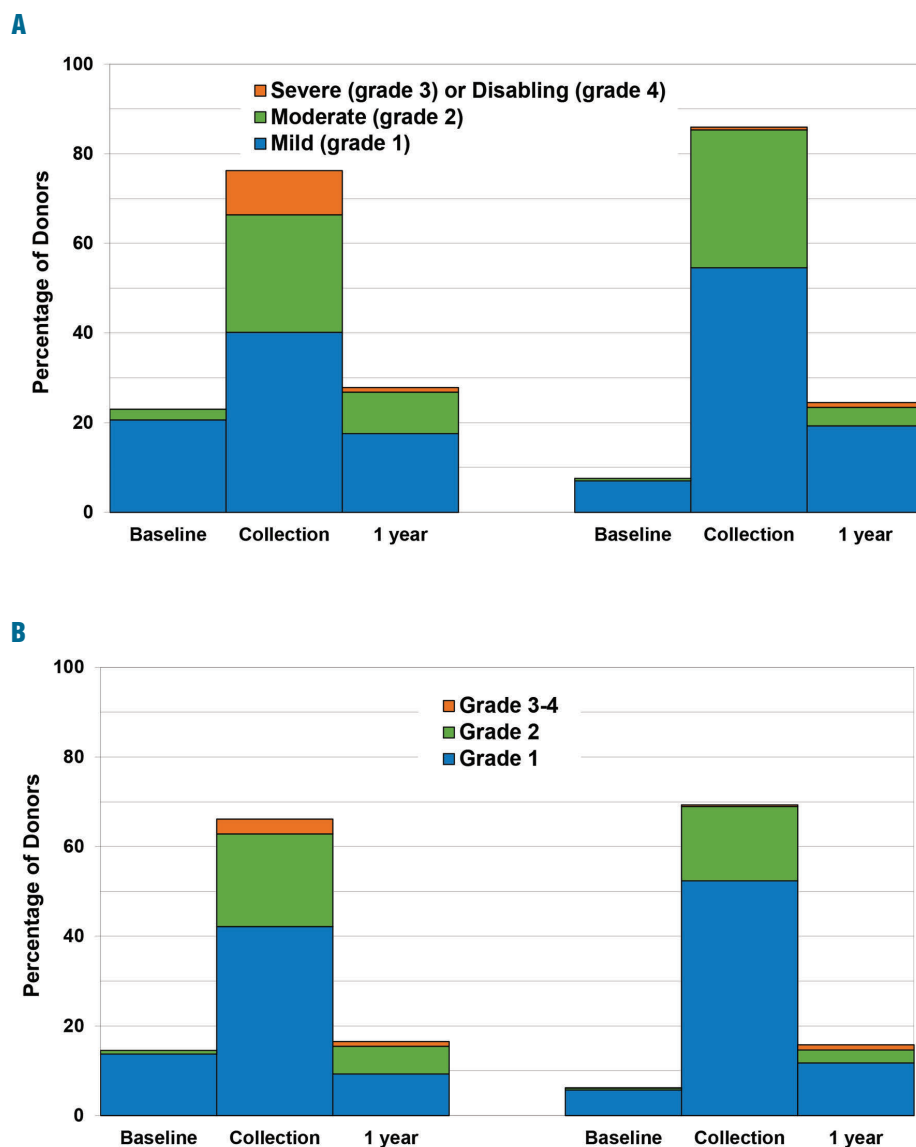 A
100
80
60
40
20
0
Percentage of Donors
Severe (grade 3) or Disabling (grade 4)
Moderate (grade 2)
Mild (grade 1)
Baseline Collection 1 year Baseline Collection 1 year
B
100
80
60
40
20
0
Percentage of Donors
Grade 3-4
Grade 2
Grade 1
Baseline Collection 1 year Baseline Collection 1 year